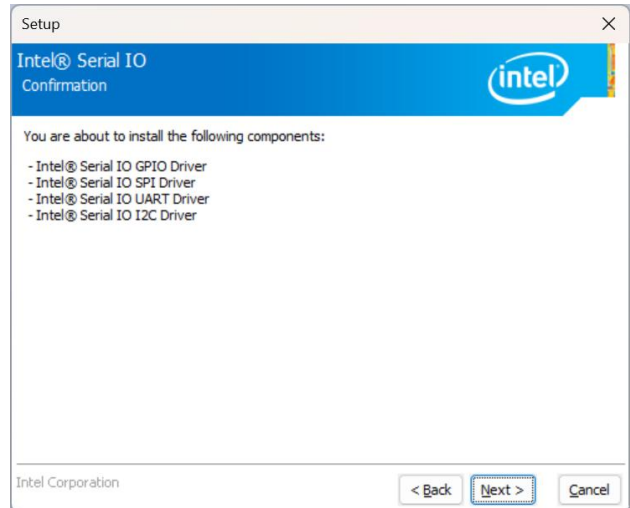 Setup
Intel® Serial IO
Confirmation
intel
You are about to install the following components:
- Intel® Serial IO GPIO Driver
- Intel® Serial IO SPI Driver
- Intel® Serial IO UART Driver
- Intel® Serial IO I2C Driver
Intel Corporation
< Back Next > Cancel